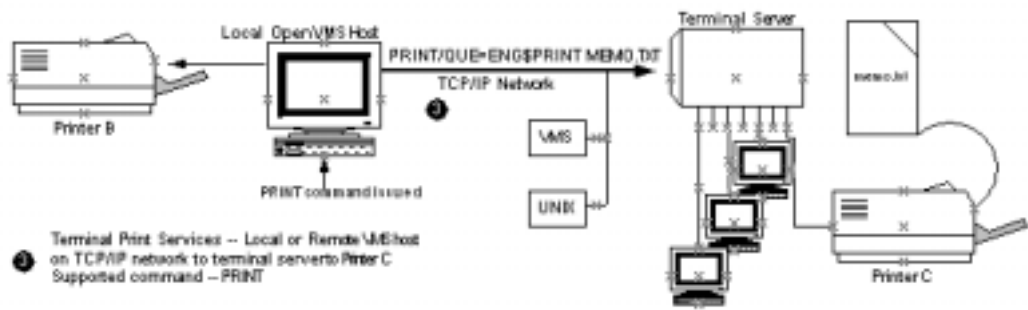 Terminal Server
Local OpenVMS Host
PRINT/QUE=ENG$PRINT MEMO.TXT
memo.txt
TCP/IP Network
3
Printer B
VMS
PRINT command issued
UNIX
3 Terminal Print Services -- Local or Remote VMS host
on TCP/IP network to terminal server to Printer C
Supported command -- PRINT
Printer C